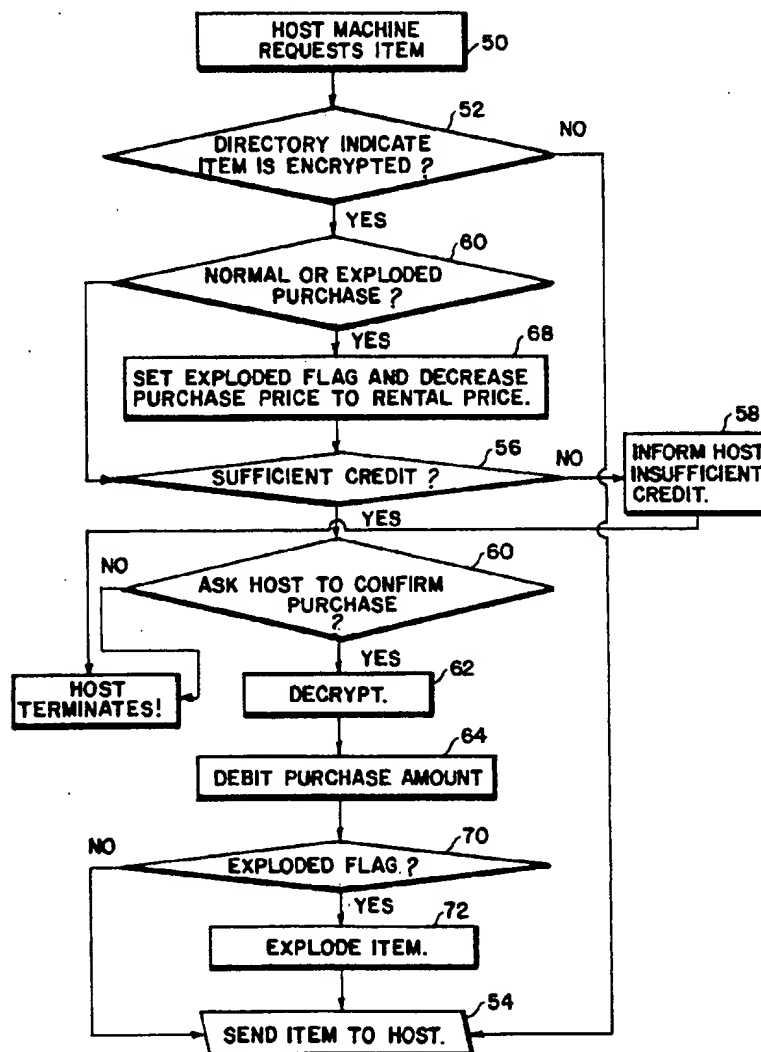 HOST MACHINE
REQUESTS ITEM
50
52
NO
DIRECTORY INDICATE
ITEM IS ENCRYPTED ?
YES
60
NORMAL OR EXPLODED
PURCHASE ?
YES
68
SET EXPLODED FLAG AND DECREASE
PURCHASE PRICE TO RENTAL PRICE.
58
56
NO
SUFFICIENT CREDIT ?
INFORM HOST
INSUFFICIENT
CREDIT.
YES
60
NO
ASK HOST TO CONFIRM
PURCHASE
?
YES
62
HOST
TERMINATES!
DECRYPT.
64
DEBIT PURCHASE AMOUNT
70
NO
EXPLODED FLAG ?
YES
72
EXPLODE ITEM.
54
SEND ITEM TO HOST.